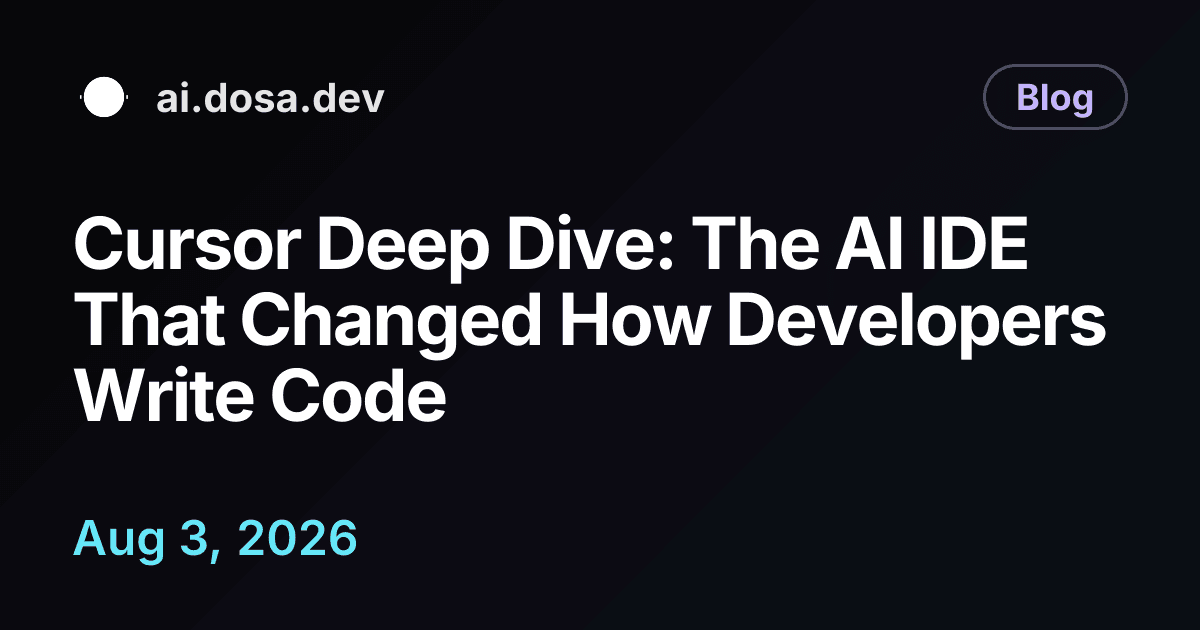 ai.dosa.dev
Blog
Cursor Deep Dive: The AI IDE
That Changed How Developers
Write Code
Aug 3, 2026